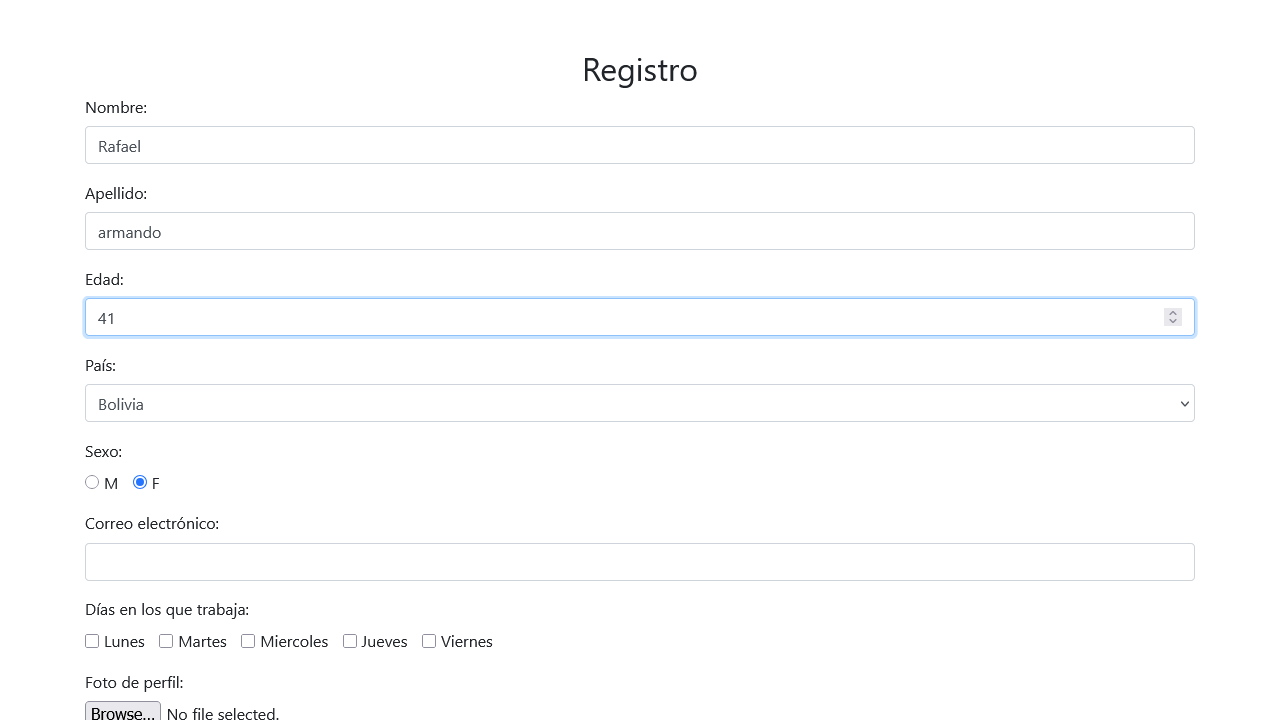 Registro
Nombre:
Rafael
Apellido:
armando
Edad:
41
País:
Bolivia
Sexo:
M F
Correo electrónico:
Días en los que trabaja:
Lunes Martes Miercoles Jueves Viernes
Foto de perfil:
Browse... No file selected.